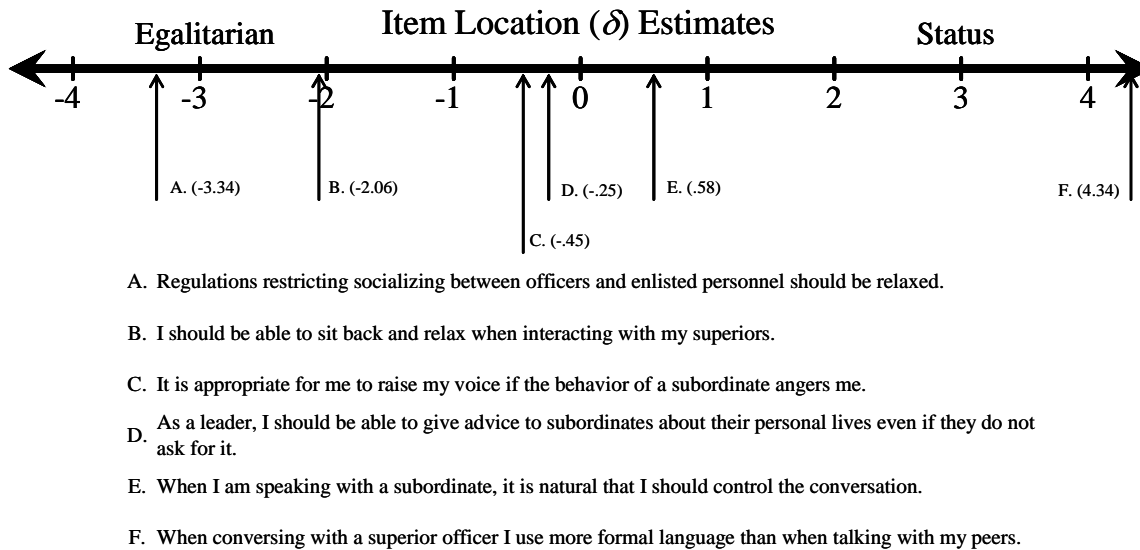 Item Location (δ) Estimates
Egalitarian
Status
-4 -3 -2 -1 0 1 2 3 4
A. (-3.34)
B. (-2.06)
D. (-.25)
E. (.58)
F. (4.34)
C. (-.45)
A. Regulations restricting socializing between officers and enlisted personnel should be relaxed.
B. I should be able to sit back and relax when interacting with my superiors.
C. It is appropriate for me to raise my voice if the behavior of a subordinate angers me.
D. As a leader, I should be able to give advice to subordinates about their personal lives even if they do not
ask for it.
E. When I am speaking with a subordinate, it is natural that I should control the conversation.
F. When conversing with a superior officer I use more formal language than when talking with my peers.